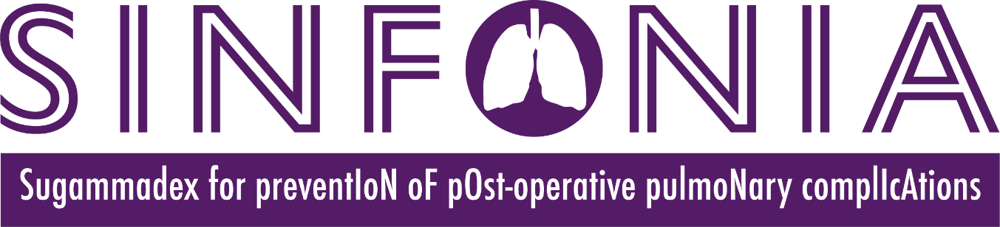 SINFONIA
Sugammadex for preventIoN oF pOst-operative pulmoNary complIcAtions